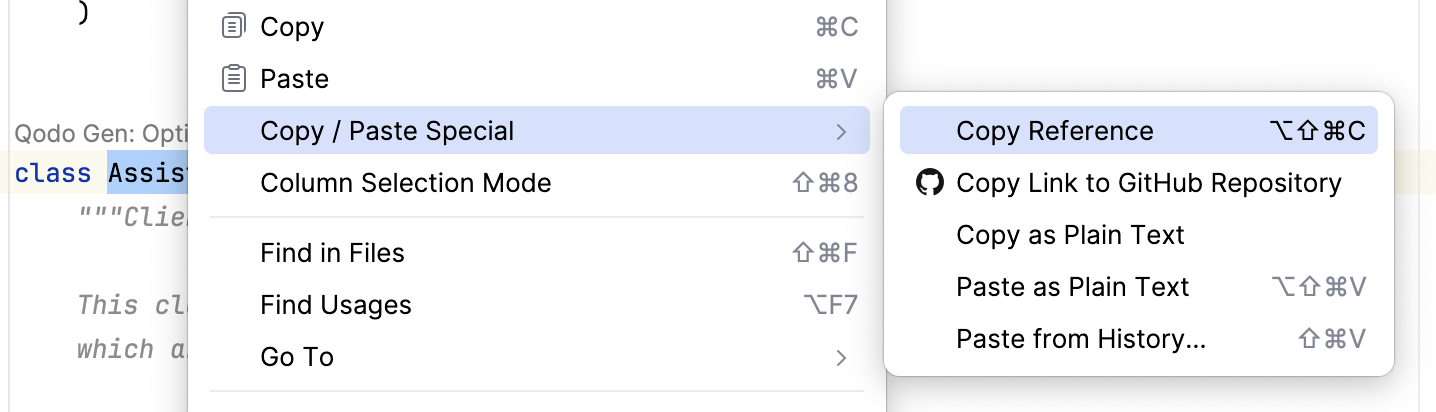 )
Copy ⌘C
Paste ⌘V
Qodo Gen: Opti
Copy / Paste Special
Copy Reference ⌥⇧⌘C
class Assist
Column Selection Mode ⇧⌘8
Copy Link to GitHub Repository
"""Clie
Copy as Plain Text
Find in Files ⇧⌘F
Paste as Plain Text ⌥⇧⌘V
This cl
Find Usages ⌥F7
Paste from History... ⇧⌘V
which a
Go To